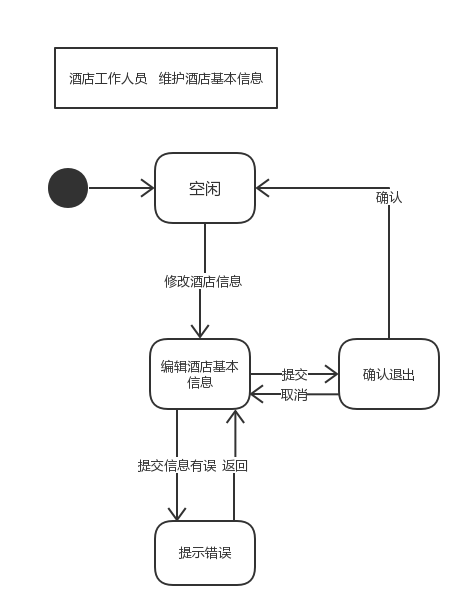 酒店工作人员 维护酒店基本信息
空闲
确认
修改酒店信息
编辑酒店基本
信息
提交
确认退出
取消
提交信息有误 返回
提示错误